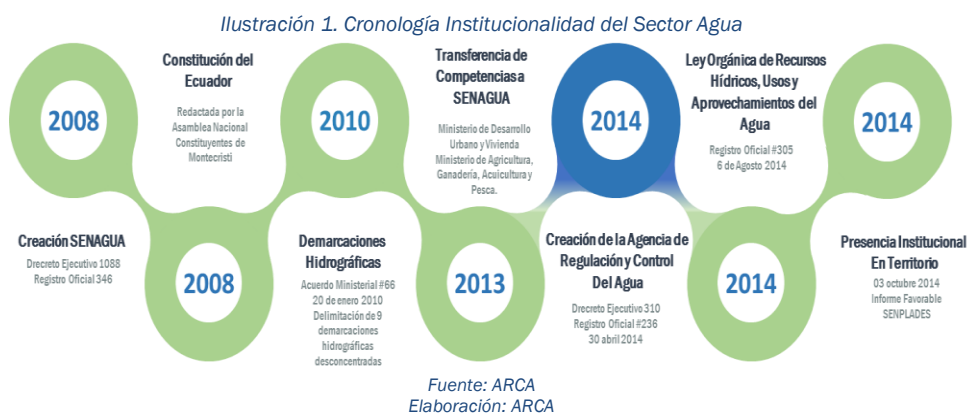 Ilustración 1. Cronología Institucionalidad del Sector Agua
2008
Creación SENAGUA
Drecreto Ejecutivo 1088
Registro Oficial 346
Constitución del
Ecuador
Redactada por la
Asamblea Nacional
Constituyentes de
Montecristi
2008
2010
Demarcaciones
Hidrográficas
Acuerdo Ministerial #66
20 de enero 2010
Delimitación de 9
demarcaciones
hidrográficas
desconcentradas
Transferencia de
Competencias a
SENAGUA
Ministerio de Desarrollo
Urbano y Vivienda
Ministerio de Agricultura,
Ganadería, Acuicultura y
Pesca.
2013
2014
Creación de la Agencia de
Regulación y Control
Del Agua
Drecreto Ejecutivo 310
Registro Oficial #236
30 abril 2014
Ley Orgánica de Recursos
Hídricos, Usos y
Aprovechamientos del
Agua
Registro Oficial #305
6 de Agosto 2014
2014
2014
Presencia Institucional
En Territorio
03 octubre 2014
Informe Favorable
SENPLADES
Fuente: ARCA
Elaboración: ARCA